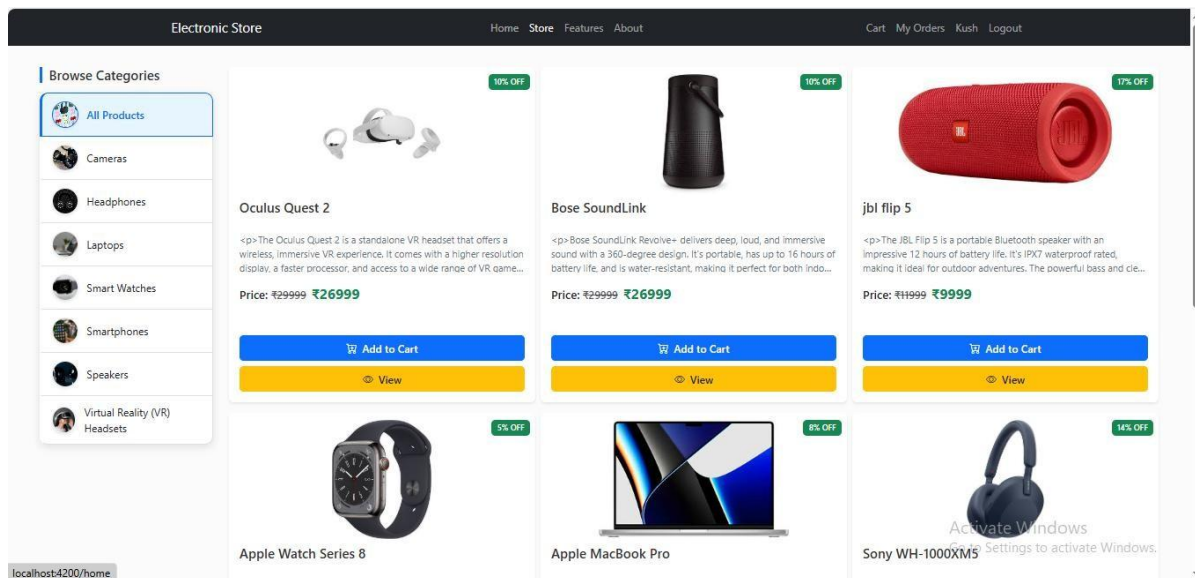 Electronic Store
Home Store Features About
Cart My Orders Kush Logout
Browse Categories
All Products
Cameras
Headphones
Laptops
Smart Watches
Smartphones
Speakers
Virtual Reality (VR)
Headsets
10% OFF
Oculus Quest 2
<p>The Oculus Quest 2 is a standalone VR headset that offers a
wireless, immersive VR experience. It comes with a higher resolution
display, a faster processor, and access to a wide range of VR game...
Price: ₹29999 ₹26999
Add to Cart
View
10% OFF
Bose SoundLink
<p>Bose SoundLink Revolve+ delivers deep, loud, and immersive
sound with a 360-degree design. It's portable, has up to 16 hours of
battery life, and is water-resistant, making it perfect for both indo...
Price: ₹29999 ₹26999
Add to Cart
View
17% OFF
JBL
JBL
jbl flip 5
<p>The JBL Flip 5 is a portable Bluetooth speaker with an
impressive 12 hours of battery life. It's IPX7 waterproof rated,
making it ideal for outdoor adventures. The powerful bass and cle...
Price: ₹11999 ₹9999
Add to Cart
View
5% OFF
Apple Watch Series 8
8% OFF
Apple MacBook Pro
14% OFF
Sony WH-1000XM5
Activate Windows
Go to Settings to activate Windows.
localhost:4200/home